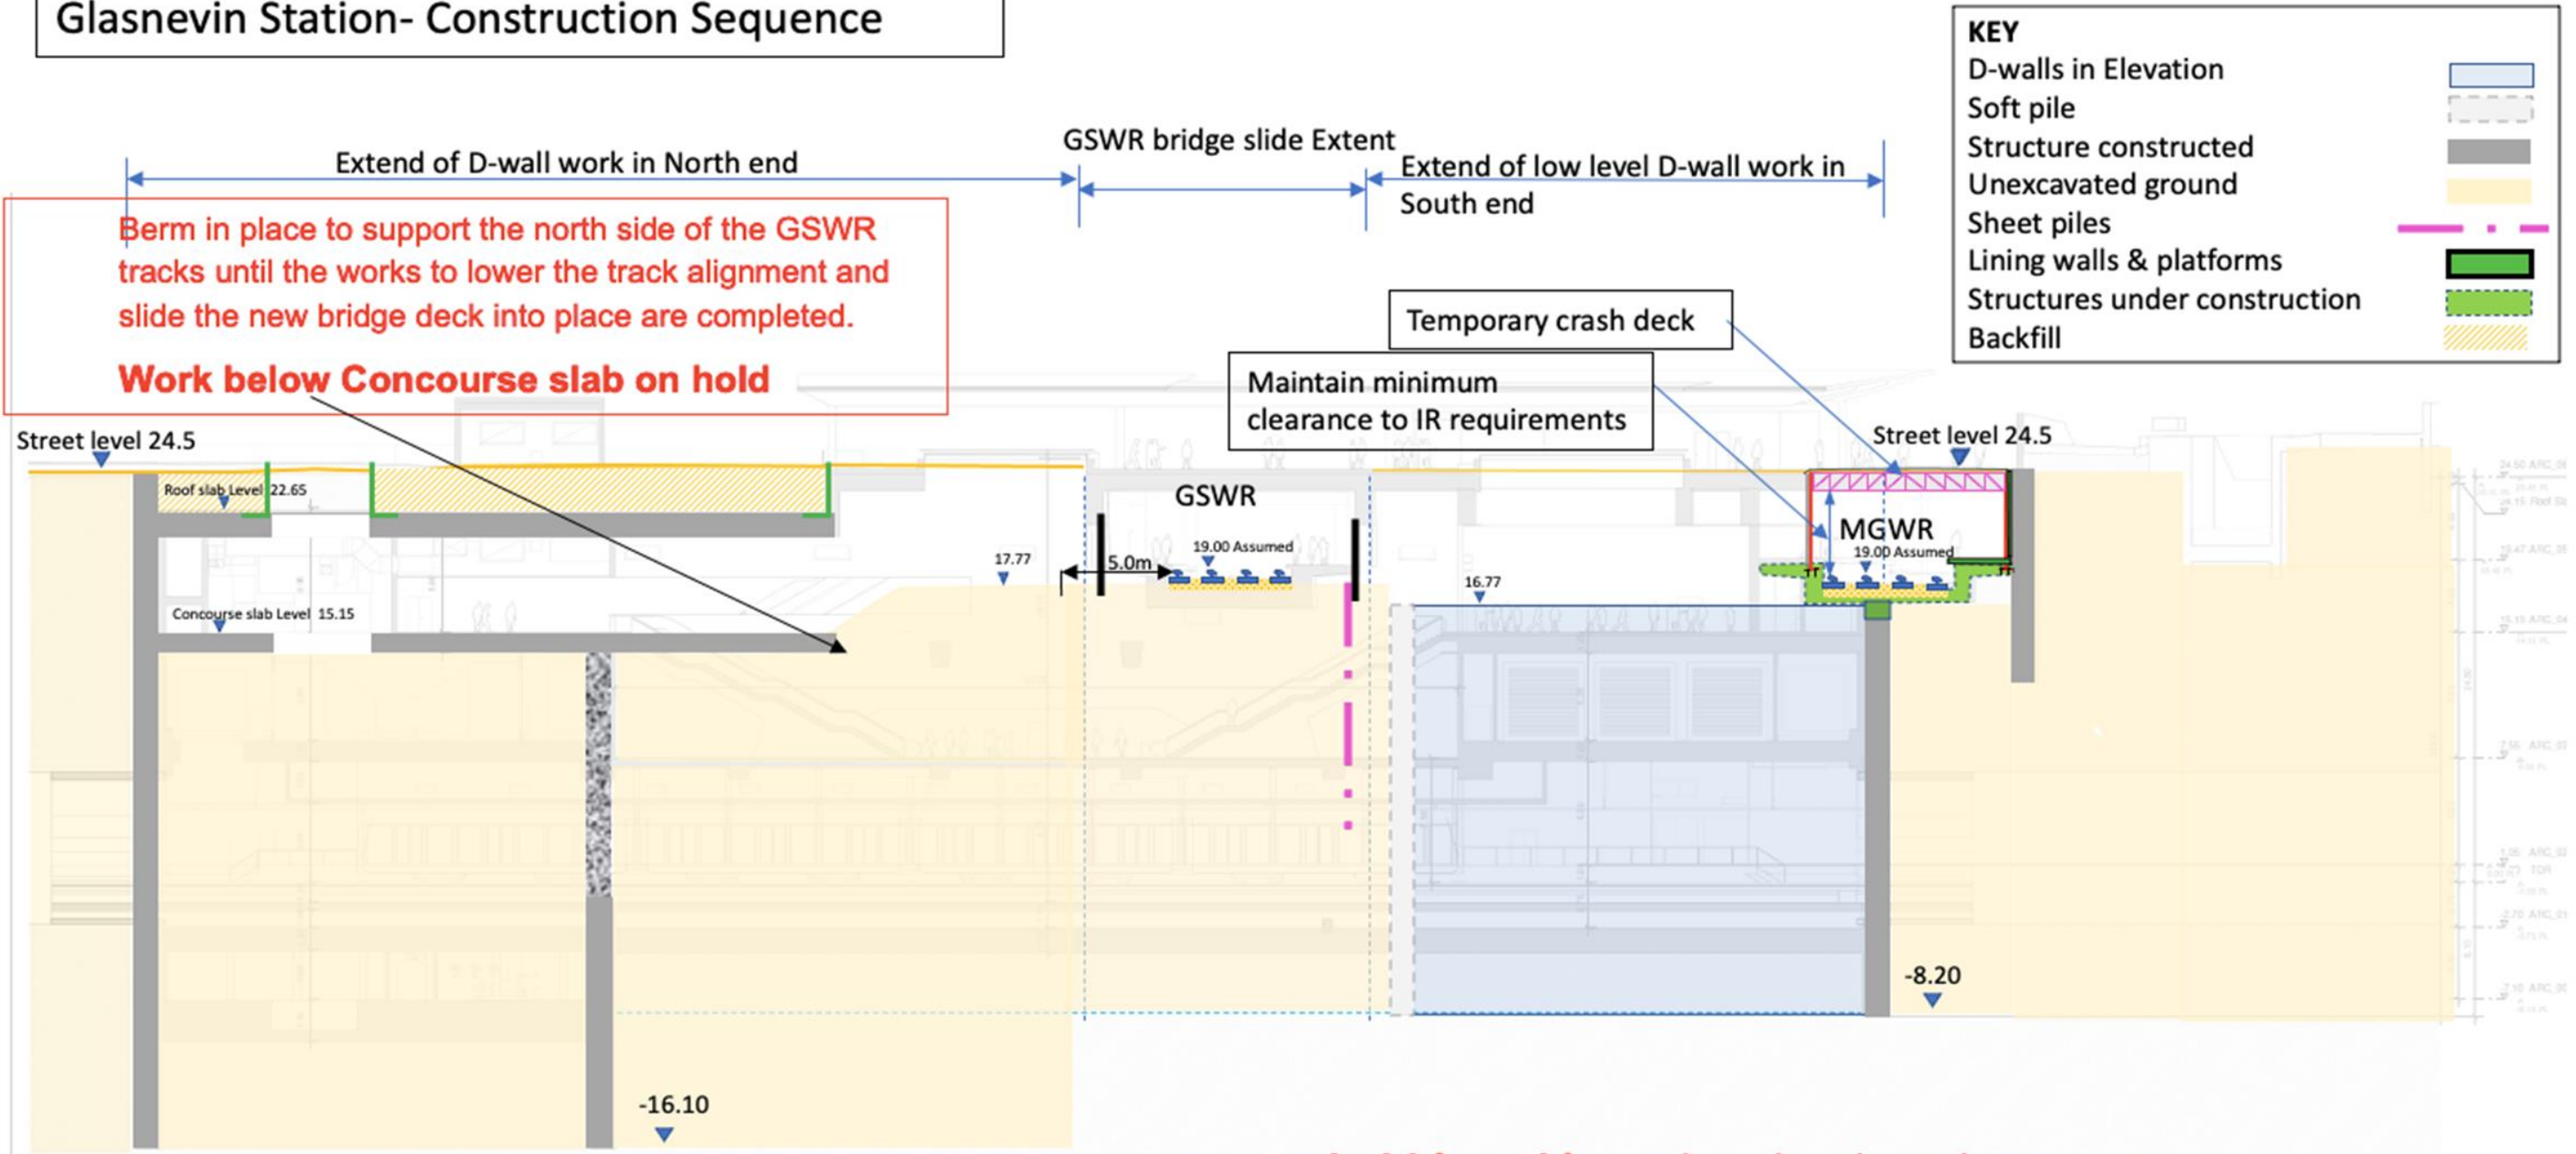 Glasnevin Station- Construction Sequence
KEY
D-walls in Elevation
Soft pile
Structure constructed
Unexcavated ground
Sheet piles
Lining walls & platforms
Structures under construction
Backfill
Extend of D-wall work in North end
GSWR bridge slide Extent
Extend of low level D-wall work in
South end
Berm in place to support the north side of the GSWR
tracks until the works to lower the track alignment and
slide the new bridge deck into place are completed.
Work below Concourse slab on hold
Temporary crash deck
Maintain minimum
clearance to IR requirements
Street level 24.5
Street level 24.5
Roof slab Level 22.65
GSWR
MGWR
19.00 Assumed
19.00 Assumed
17.77
5.0m
16.77
Concourse slab Level 15.15
-8.20
-16.10